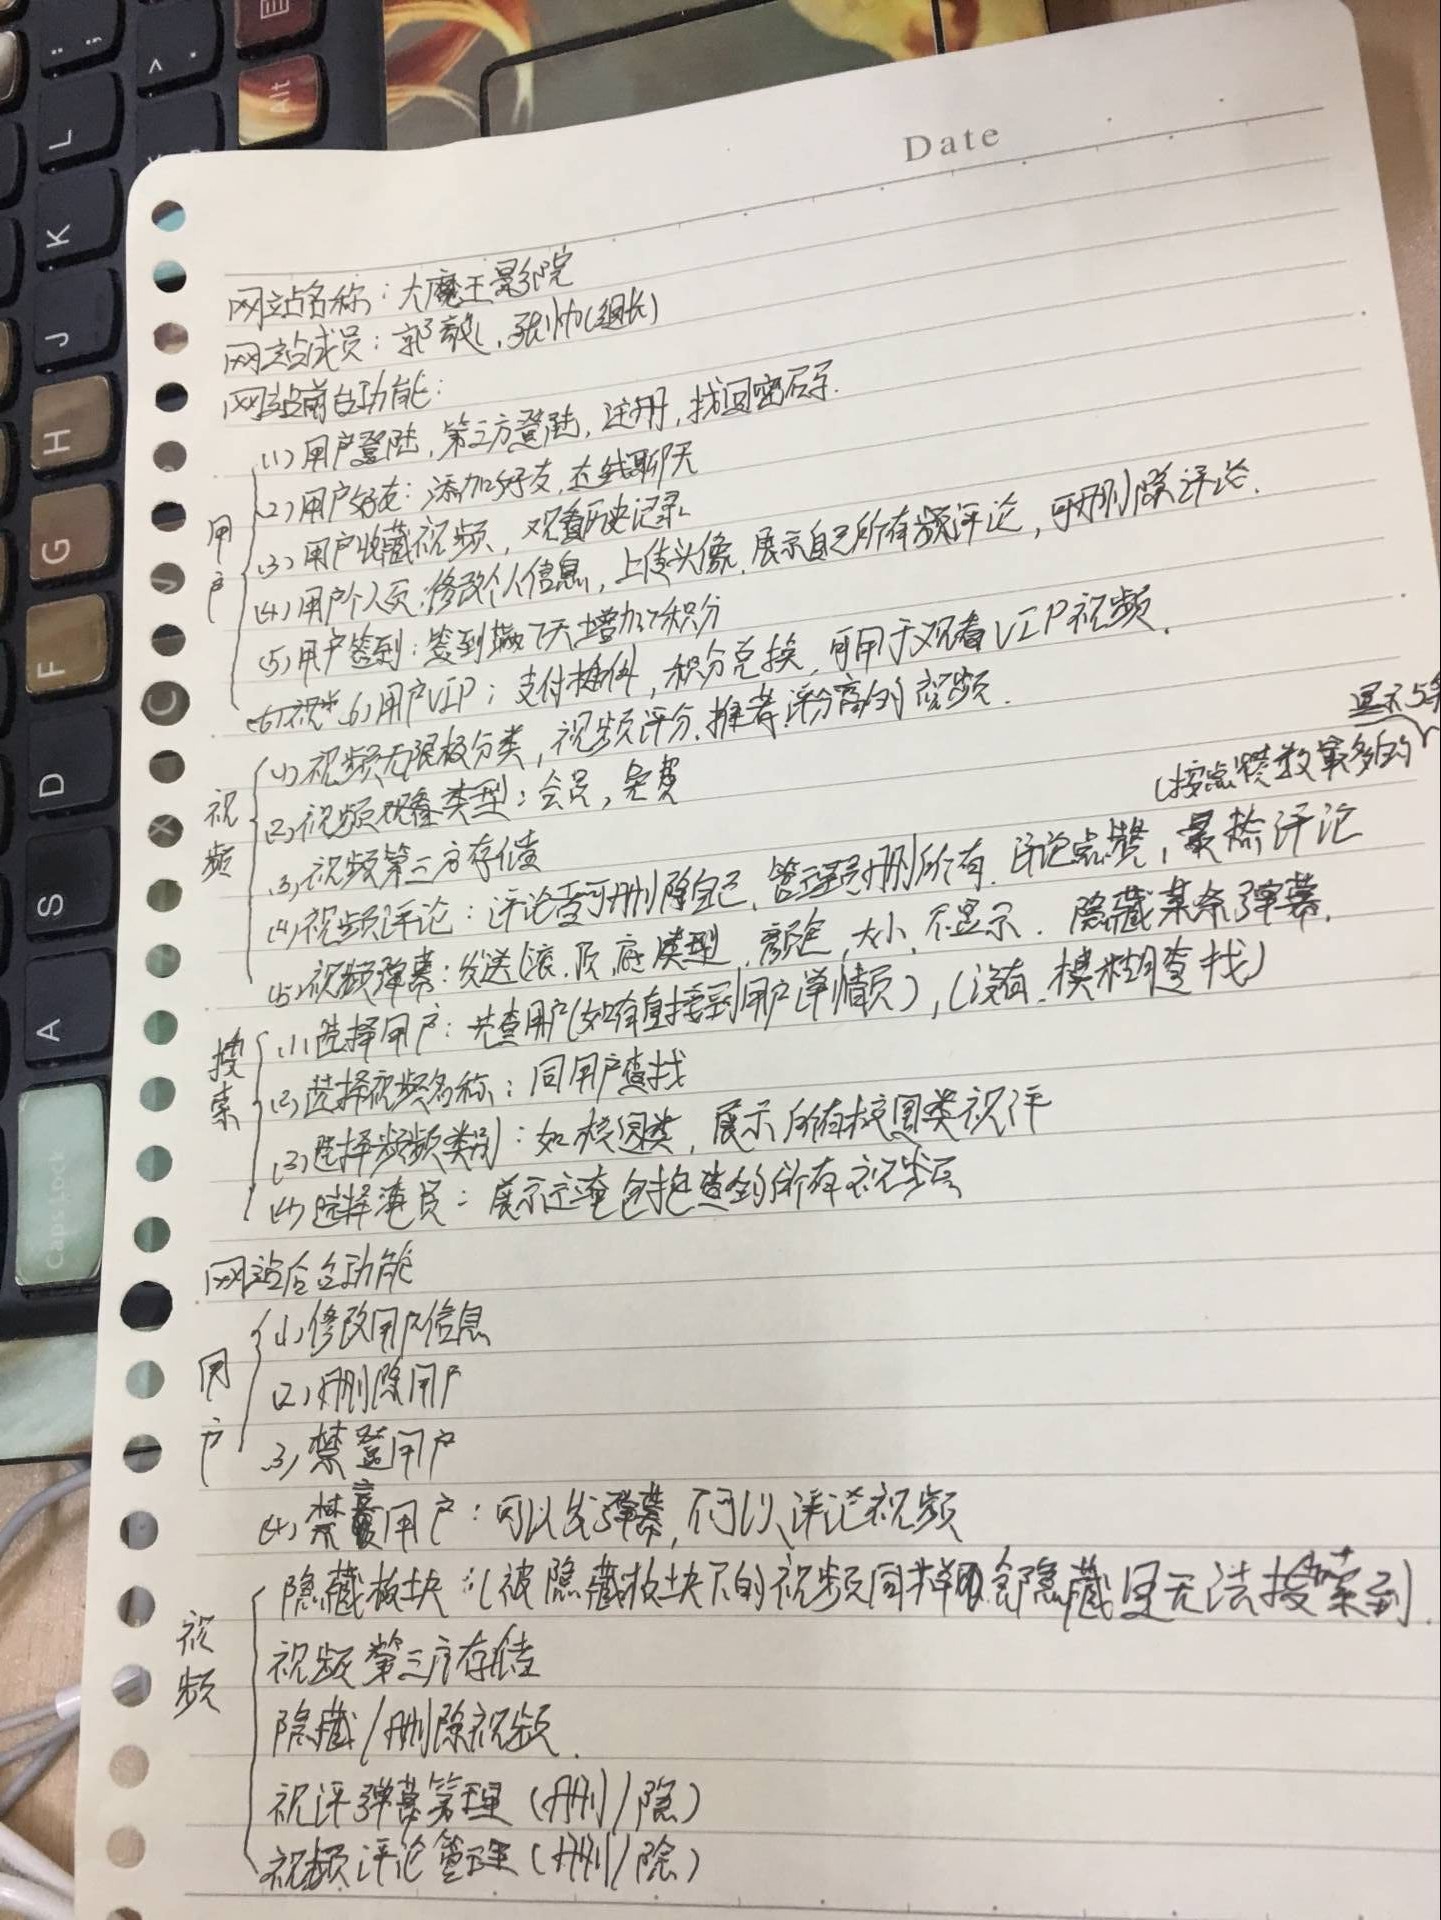 Date
网站名称：大魔王影院
网站成员：郭毅，张帅(组长)
网站前台功能：
用户
(1)用户登陆，第三方登陆，注册，找回密码.
(2)用户好友：添加好友，在线聊天
(3)用户收藏视频，观看历史记录
(4)用户个人页：修改个人信息，上传头像，展示自己所有频评论，可删除评论.
(5)用户签到：签到满7天增加积分
(6)用户VIP：支付插件，积分兑换，可用于观看VIP视频.
视频
(1)视频无限极分类，视频评分，推荐评分高的视频.
(2)视频观看类型：会员，免费
(3)视频第三方存储
(按点赞数最多的
显示5条
(4)视频评论：评论者可删除自己，管理员删所有.评论点赞，最热评论
(5)视频弹幕：发送(滚.顶.底)类型，颜色，大小，不显示.隐藏某条弹幕.
搜索
(1)选择用户：先查用户(如有直接到用户详情页)，(没有.模糊查找)
(2)选择视频名称：同用户查找
(3)选择频频类别：如校园类，展示所有校园类视评
(4)选择演员：展示演包括的所有视频
网站后台功能
用户
(1)修改用户信息
(2)删除用户
(3)禁登用户
(4)禁言用户：可以发弹幕，不可以评论视频
视频
隐藏板块：(被隐藏板块下的视频同样会隐藏且无法搜索到.
视频第三方存储
隐藏/删除视频.
视评弹幕管理(删/隐)
视频评论管理(删/除)
Alt
L
K
J
H
G
F
D
S
A
Caps Lock